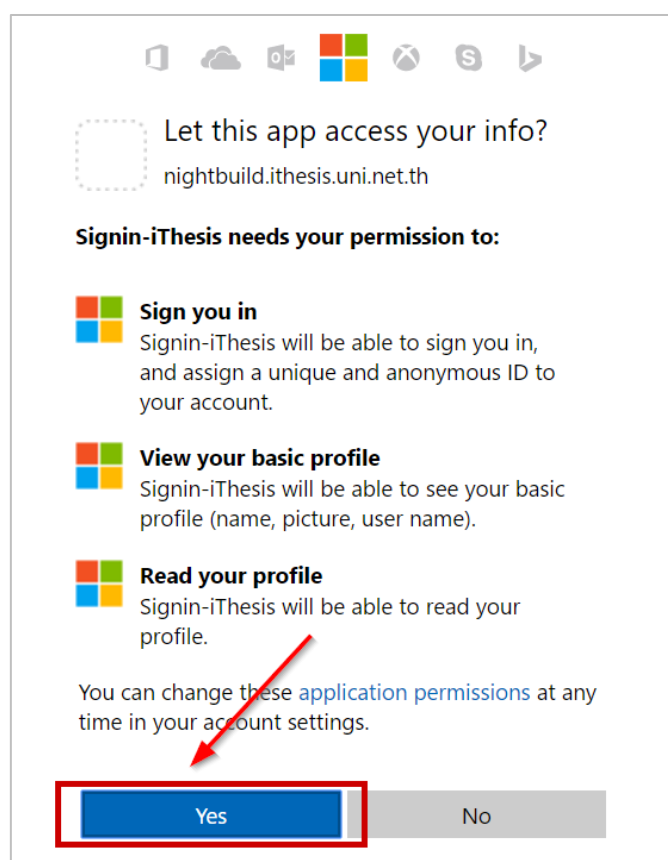 Let this app access your info?
nightbuild.ithesis.uni.net.th
Signin-iThesis needs your permission to:
Sign you in
Signin-iThesis will be able to sign you in,
and assign a unique and anonymous ID to
your account.
View your basic profile
Signin-iThesis will be able to see your basic
profile (name, picture, user name).
Read your profile
Signin-iThesis will be able to read your
profile.
You can change these application permissions at any
time in your account settings.
Yes No